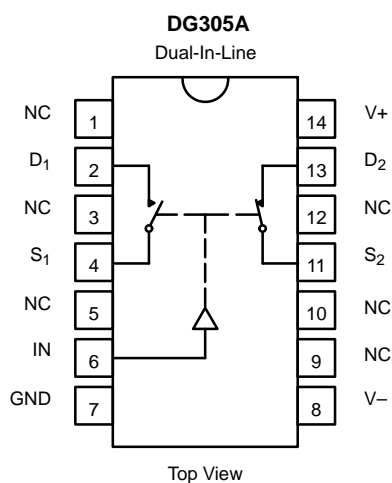 DG305A
Dual-In-Line
NC 1 14 V+
D1 2 13 D2
NC 3 12 NC
S1 4 11 S2
NC 5 10 NC
IN 6 9 NC
GND 7 8 V–
Top View